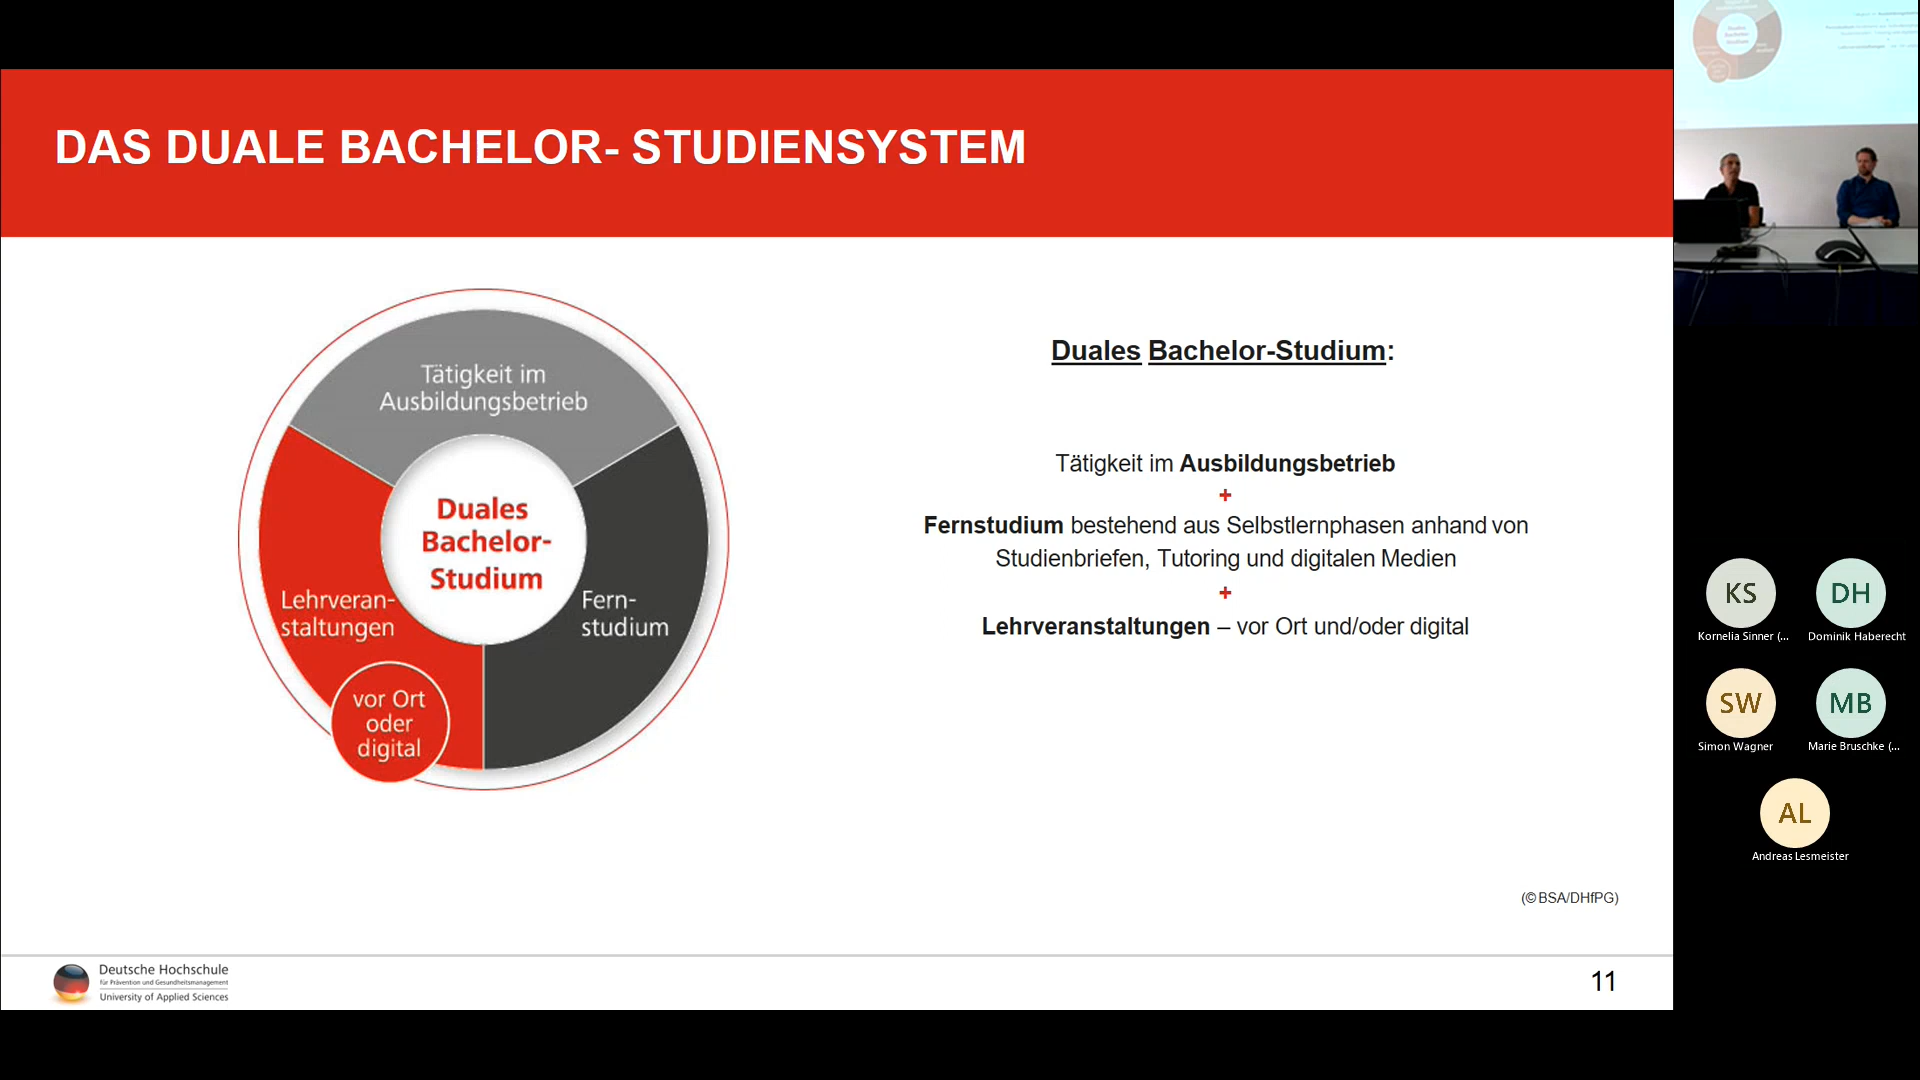 DAS DUALE BACHELOR- STUDIENSYSTEM
Tätigkeit im
Ausbildungsbetrieb
Duales
Bachelor-
Studium
Lehrveran-
staltungen
Fern-
studium
vor Ort
oder
digital
Duales Bachelor-Studium:
Tätigkeit im Ausbildungsbetrieb
+
Fernstudium bestehend aus Selbstlernphasen anhand von
Studienbriefen, Tutoring und digitalen Medien
+
Lehrveranstaltungen – vor Ort und/oder digital
(© BSA/DHfPG)
Deutsche Hochschule
für Prävention und Gesundheitsmanagement
University of Applied Sciences
11
KS
Kornelia Sinner (...
DH
Dominik Haberecht
SW
Simon Wagner
MB
Marie Bruschke (...
AL
Andreas Lesmeister